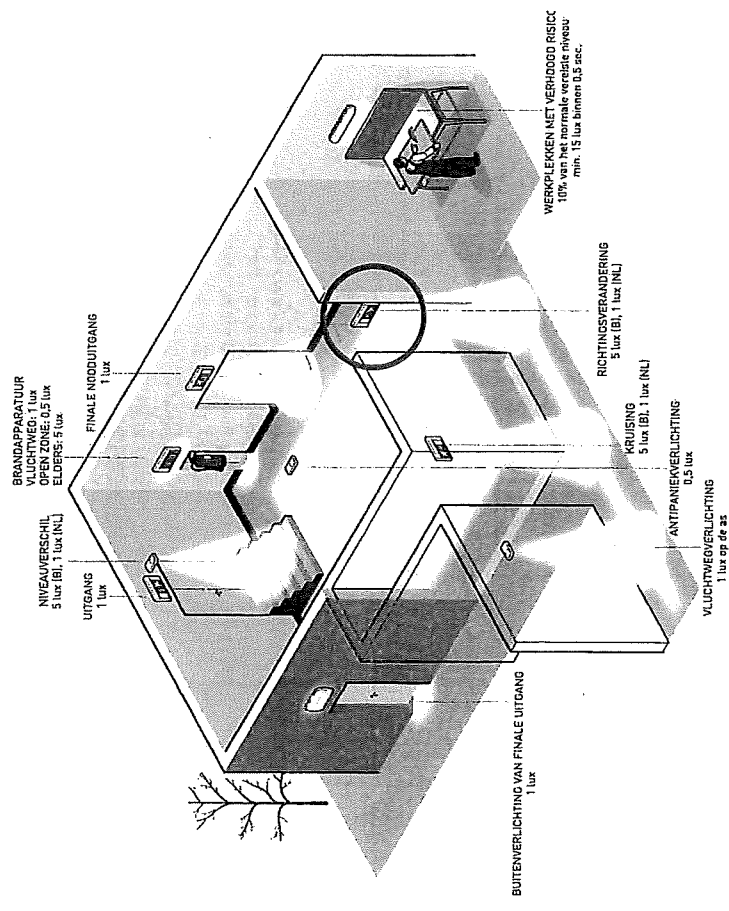 NIVEAUVERSCHIL
5 lux (B), 1 lux (NL)
UITGANG
1 lux
BRANDAPPARATUUR
VLUCHTWEG: 1 lux
OPEN ZONE: 0,5 lux
ELDERS: 5 lux
FINALE NOODUITGANG
1 lux
BUITENVERLICHTING VAN FINALE UITGANG
1 lux
VLUCHTWEGVERLICHTING
1 lux op de as
ANTIPANIEKVERLICHTING
0,5 lux
KRUISING
5 lux (B), 1 lux (NL)
RICHTINGSVERANDERING
5 lux (B), 1 lux (NL)
WERKPLEKKEN MET VERHOOGD RISICO
10% van het normale vereiste niveau
min. 15 lux binnen 0,5 sec.